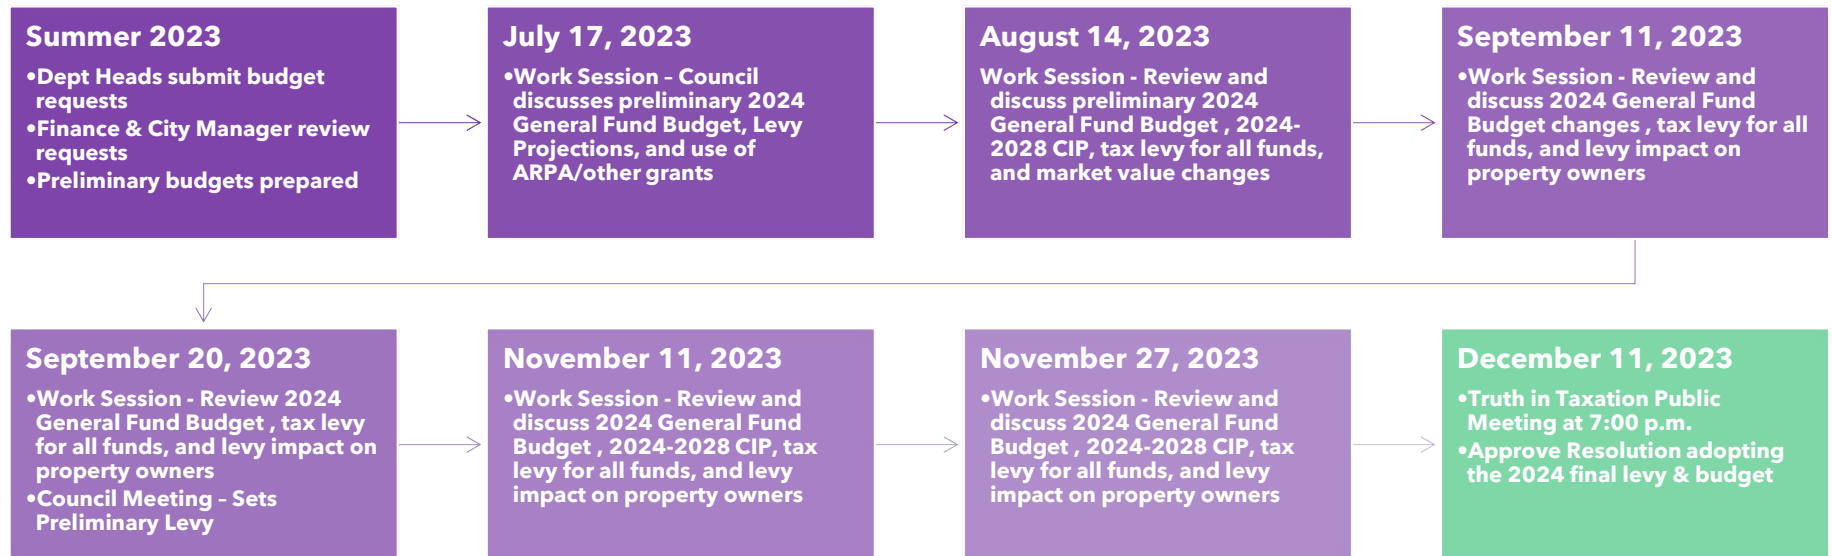 Summer 2023
•Dept Heads submit budget
requests
•Finance & City Manager review
requests
•Preliminary budgets prepared
July 17, 2023
•Work Session – Council
discusses preliminary 2024
General Fund Budget, Levy
Projections, and use of
ARPA/other grants
August 14, 2023
Work Session - Review and
discuss preliminary 2024
General Fund Budget , 2024-
2028 CIP, tax levy for all funds,
and market value changes
September 11, 2023
•Work Session - Review and
discuss 2024 General Fund
Budget changes , tax levy for all
funds, and levy impact on
property owners
September 20, 2023
•Work Session - Review 2024
General Fund Budget , tax levy
for all funds, and levy impact on
property owners
•Council Meeting – Sets
Preliminary Levy
November 11, 2023
•Work Session - Review and
discuss 2024 General Fund
Budget , 2024-2028 CIP, tax
levy for all funds, and levy
impact on property owners
November 27, 2023
•Work Session - Review and
discuss 2024 General Fund
Budget , 2024-2028 CIP, tax
levy for all funds, and levy
impact on property owners
December 11, 2023
•Truth in Taxation Public
Meeting at 7:00 p.m.
•Approve Resolution adopting
the 2024 final levy & budget